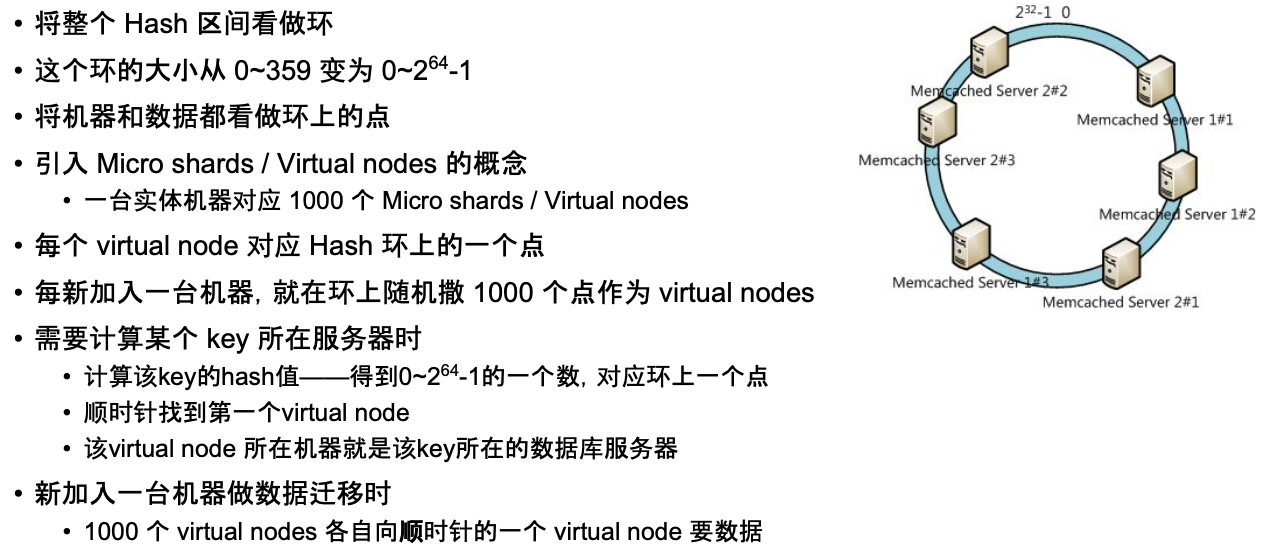 • 将整个 Hash 区间看做环
• 这个环的大小从 0~359 变为 0~2⁶⁴-1
• 将机器和数据都看做环上的点
• 引入 Micro shards / Virtual nodes 的概念
• 一台实体机器对应 1000 个 Micro shards / Virtual nodes
• 每个 virtual node 对应 Hash 环上的一个点
• 每新加入一台机器，就在环上随机撒 1000 个点作为 virtual nodes
• 需要计算某个 key 所在服务器时
• 计算该key的hash值——得到0~2⁶⁴-1的一个数，对应环上一个点
• 顺时针找到第一个virtual node
• 该virtual node 所在机器就是该key所在的数据库服务器
• 新加入一台机器做数据迁移时
• 1000 个 virtual nodes 各自向顺时针的一个 virtual node 要数据
2³²-1 0
Memcached Server 2#2
Memcached Server 1#1
Memcached Server 2#3
Memcached Server 1#2
Memcached Server 1#3
Memcached Server 2#1